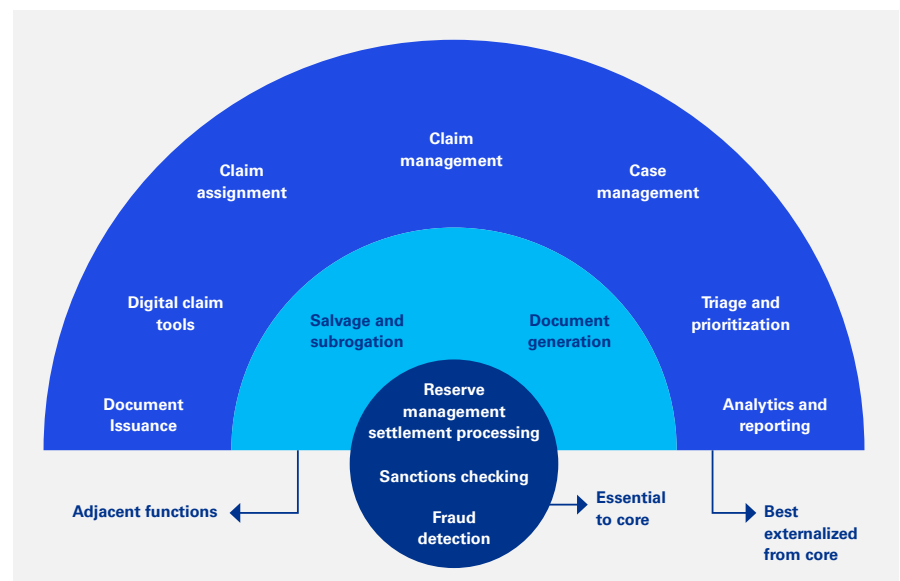 Claim
management
Claim
assignment
Case
management
Digital claim
tools
Salvage and
subrogation
Document
generation
Triage and
prioritization
Document
Issuance
Reserve
management
settlement processing
Analytics and
reporting
Sanctions checking
Fraud
detection
Adjacent functions
Essential
to core
Best
externalized
from core